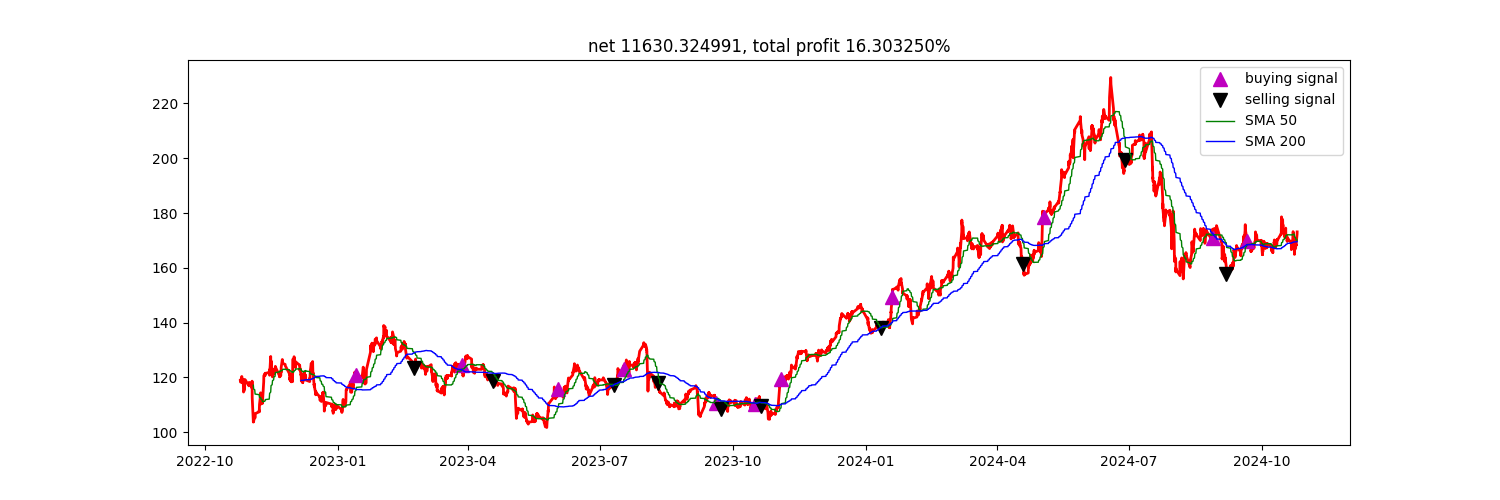 net 11630.324991, total profit 16.303250%
buying signal
selling signal
SMA 50
SMA 200
220
200
180
160
140
120
100
2022-10 2023-01 2023-04 2023-07 2023-10 2024-01 2024-04 2024-07 2024-10